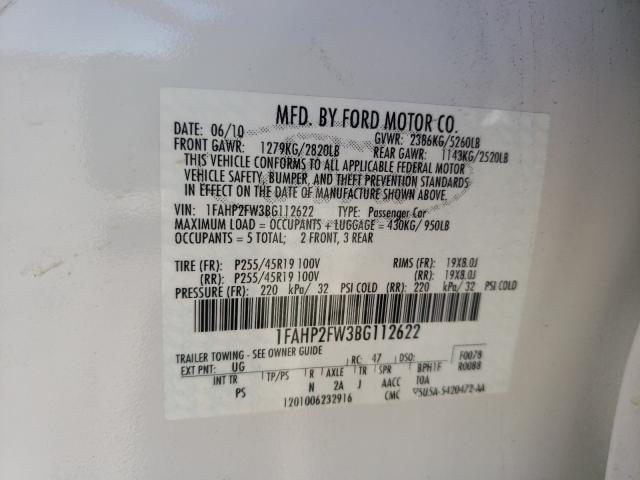 MFD. BY FORD MOTOR CO.
DATE: 06/10 GVWR: 2386KG/5260LB
FRONT GAWR: 1279KG/2820LB REAR GAWR: 1143KG/2520LB
THIS VEHICLE CONFORMS TO ALL APPLICABLE FEDERAL MOTOR
VEHICLE SAFETY, BUMPER, AND THEFT PREVENTION STANDARDS
IN EFFECT ON THE DATE OF MANUFACTURE SHOWN ABOVE.
VIN: 1FAHP2FW3BG112622 TYPE: Passenger Car
MAXIMUM LOAD = OCCUPANTS + LUGGAGE = 430KG/950LB
OCCUPANTS = 5 TOTAL; 2 FRONT, 3 REAR
TIRE (FR): P255/45R19 100V RIMS (FR): 19X8.0J
(RR): P255/45R19 100V (RR): 19X8.0J
PRESSURE (FR): 220 kPa/ 32 PSI COLD (RR): 220 kPa/ 32 PSI COLD
1FAHP2FW3BG112622
TRAILER TOWING - SEE OWNER GUIDE
RC: 47 DSO: F0079
EXT PNT: UG R0088
INT TR TP/PS R AXLE TR SPR BPH1F
PS N 2A J AACC TOA
1201006232916 CMC 5U5A-5420472-AA